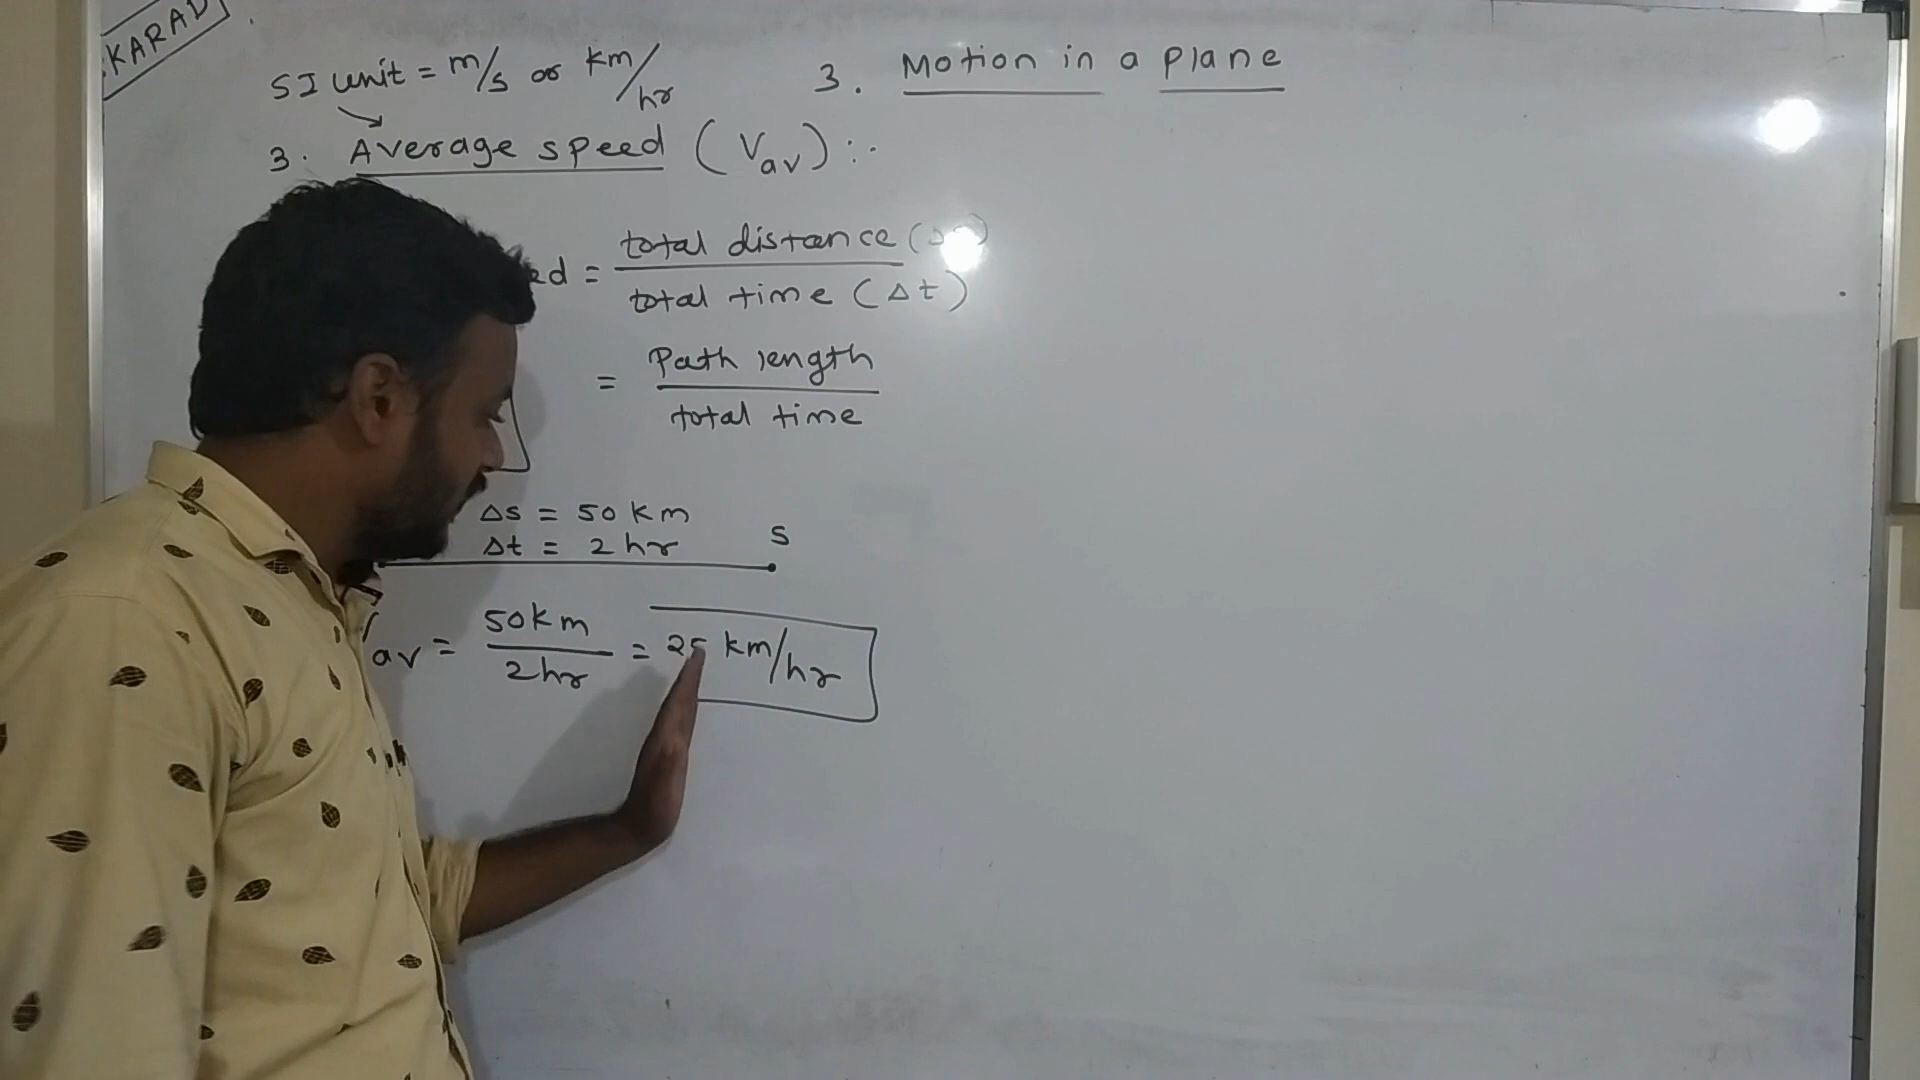 KARAD
SI unit = m/s or km/hr
3. Motion in a plane
3. Average speed (Vav) :-
= total distance (Δ
total time (Δt)
= Path length
total time
Δs = 50 km
Δt = 2 hr
S
av = 50km / 2hr = 25 km/hr